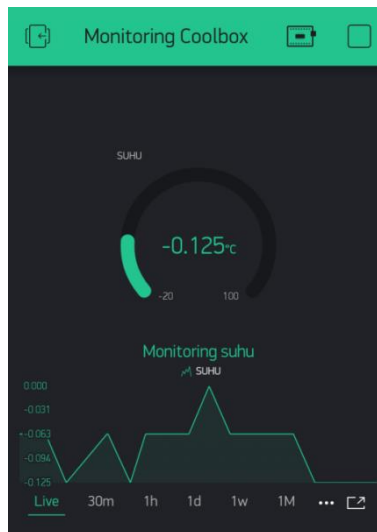 Monitoring Coolbox
SUHU
-0.125°C
-20 100
Monitoring suhu
SUHU
0.000
-0.031
-0.063
-0.094
-0.125
Live 30m 1h 1d 1w 1M